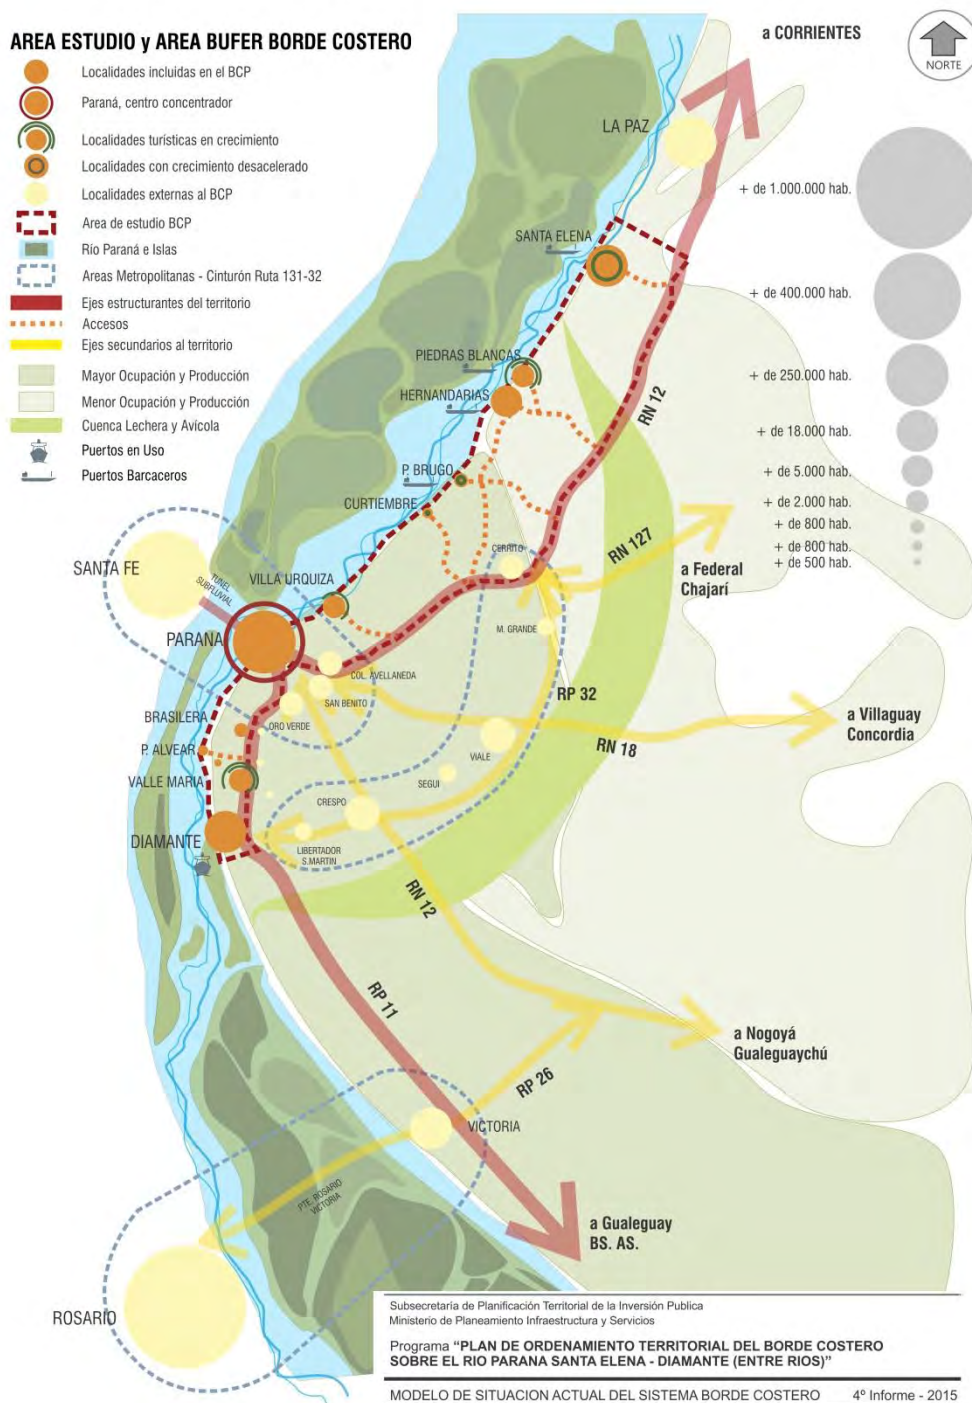 AREA ESTUDIO y AREA BUFER BORDE COSTERO
Localidades incluidas en el BCP
Paraná, centro concentrador
Localidades turísticas en crecimiento
Localidades con crecimiento desacelerado
Localidades externas al BCP
Area de estudio BCP
Río Paraná e Islas
Areas Metropolitanas - Cinturón Ruta 131-32
Ejes estructurantes del territorio
Accesos
Ejes secundarios al territorio
Mayor Ocupación y Producción
Menor Ocupación y Producción
Cuenca Lechera y Avícola
Puertos en Uso
Puertos Barcaceros
a CORRIENTES
NORTE
LA PAZ
+ de 1.000.000 hab.
+ de 400.000 hab.
+ de 250.000 hab.
+ de 18.000 hab.
+ de 5.000 hab.
+ de 2.000 hab.
+ de 800 hab.
+ de 800 hab.
+ de 500 hab.
SANTA ELENA
PIEDRAS BLANCAS
HERNANDARIAS
RN 12
P. BRUGO
CURTIEMBRE
CERRITO
RN 127
a Federal
Chajarí
SANTA FE
TUNEL
SUBFLUVIAL
VILLA URQUIZA
PARANA
M. GRANDE
COL. AVELLANEDA
SAN BENITO
RP 32
a Villaguay
Concordia
BRASILERA
ORO VERDE
P. ALVEAR
VIALE
RN 18
VALLE MARIA
SEGUI
CRESPO
DIAMANTE
LIBERTADOR
S.MARTIN
RN 12
RP 11
a Nogoyá
Gualeguaychú
RP 26
VICTORIA
PTE. ROSARIO
VICTORIA
a Gualeguay
BS. AS.
ROSARIO
Subsecretaría de Planificación Territorial de la Inversión Publica
Ministerio de Planeamiento Infraestructura y Servicios
Programa "PLAN DE ORDENAMIENTO TERRITORIAL DEL BORDE COSTERO
SOBRE EL RIO PARANA SANTA ELENA - DIAMANTE (ENTRE RIOS)"
MODELO DE SITUACION ACTUAL DEL SISTEMA BORDE COSTERO 4º Informe - 2015